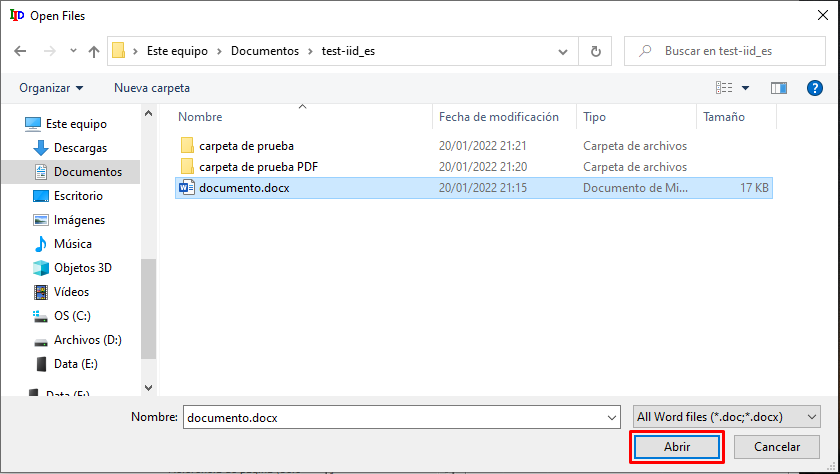 IID Open Files
Este equipo > Documentos > test-iid_es
Buscar en test-iid_es
Organizar
Nueva carpeta
Nombre
Fecha de modificación
Tipo
Tamaño
Este equipo
Descargas
Documentos
Escritorio
Imágenes
Música
Objetos 3D
Vídeos
OS (C:)
Archivos (D:)
Data (E:)
Data (E:)
carpeta de prueba 20/01/2022 21:21 Carpeta de archivos
carpeta de prueba PDF 20/01/2022 21:20 Carpeta de archivos
documento.docx 20/01/2022 21:15 Documento de Mi... 17 KB
Nombre: documento.docx
All Word files (*.doc;*.docx)
Abrir
Cancelar